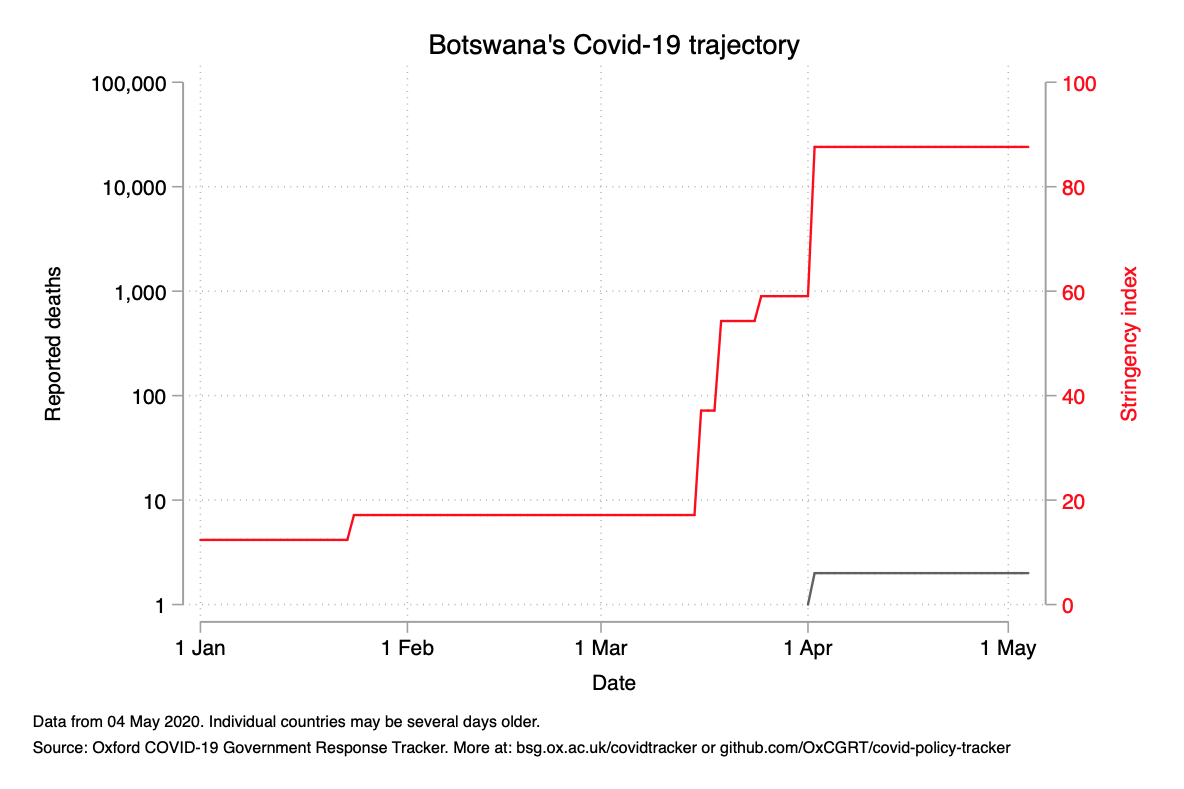 Botswana's Covid-19 trajectory
100,000
10,000
1,000
100
10
1
Reported deaths
100
80
60
40
20
0
Stringency index
1 Jan
1 Feb
1 Mar
1 Apr
1 May
Date
Data from 04 May 2020. Individual countries may be several days older.
Source: Oxford COVID-19 Government Response Tracker. More at: bsg.ox.ac.uk/covidtracker or github.com/OxCGRT/covid-policy-tracker